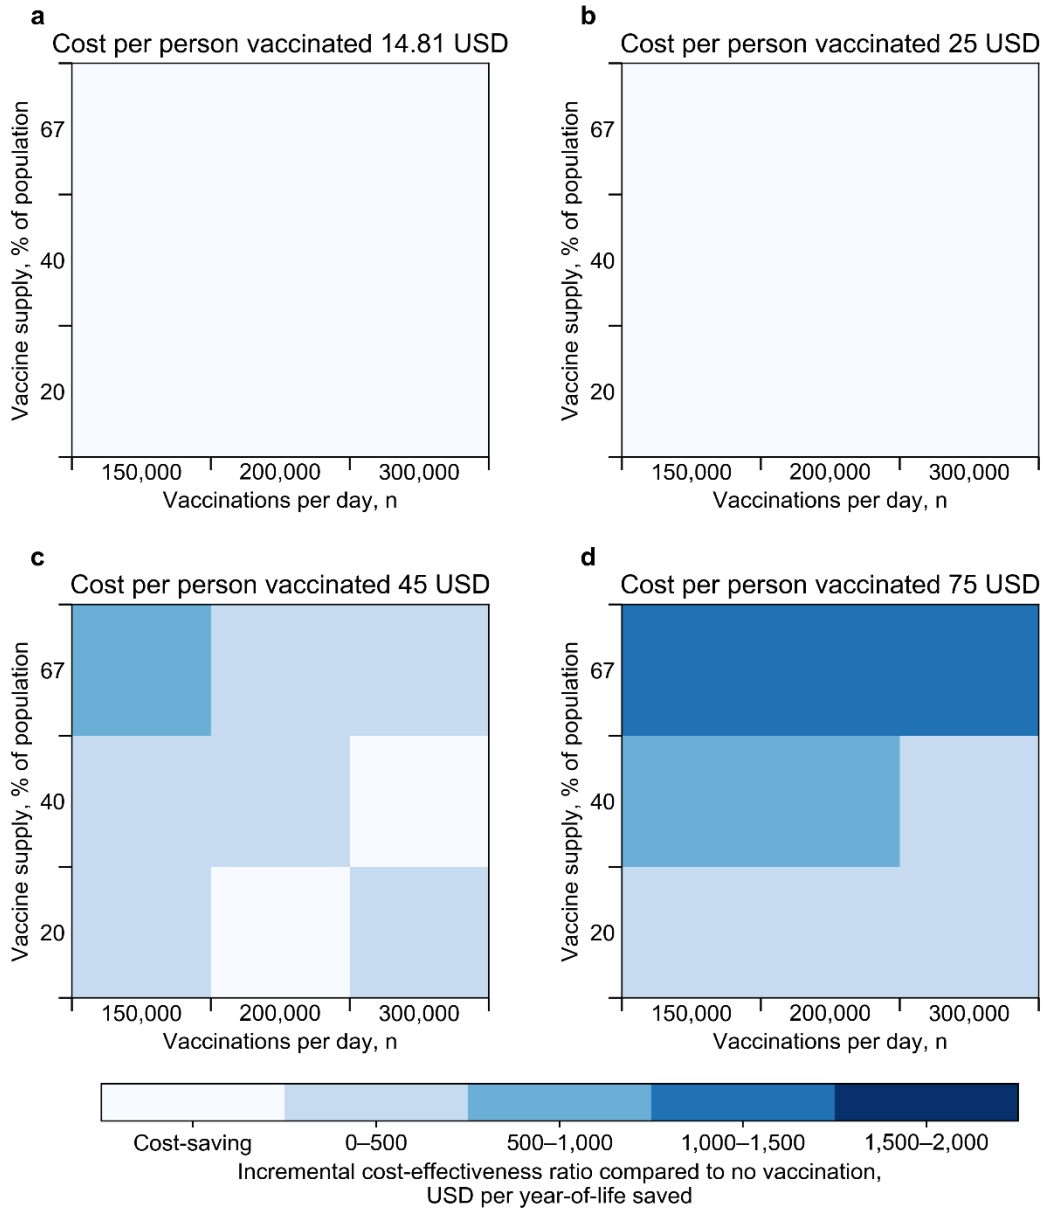 a
Cost per person vaccinated 14.81 USD
Vaccine supply, % of population
67
40
20
150,000 200,000 300,000
Vaccinations per day, n
b
Cost per person vaccinated 25 USD
Vaccine supply, % of population
67
40
20
150,000 200,000 300,000
Vaccinations per day, n
c
Cost per person vaccinated 45 USD
Vaccine supply, % of population
67
40
20
150,000 200,000 300,000
Vaccinations per day, n
d
Cost per person vaccinated 75 USD
Vaccine supply, % of population
67
40
20
150,000 200,000 300,000
Vaccinations per day, n
Cost-saving 0–500 500–1,000 1,000–1,500 1,500–2,000
Incremental cost-effectiveness ratio compared to no vaccination,
USD per year-of-life saved